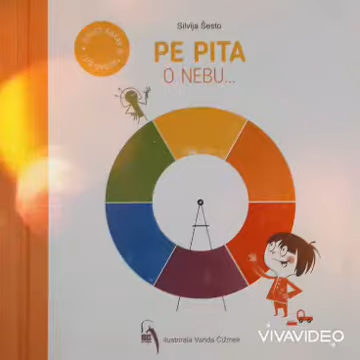 Silvija Šesto
PE PITA
O NEBU...
Ilustrirala Vanda Čižmek
VIVAVIDEO